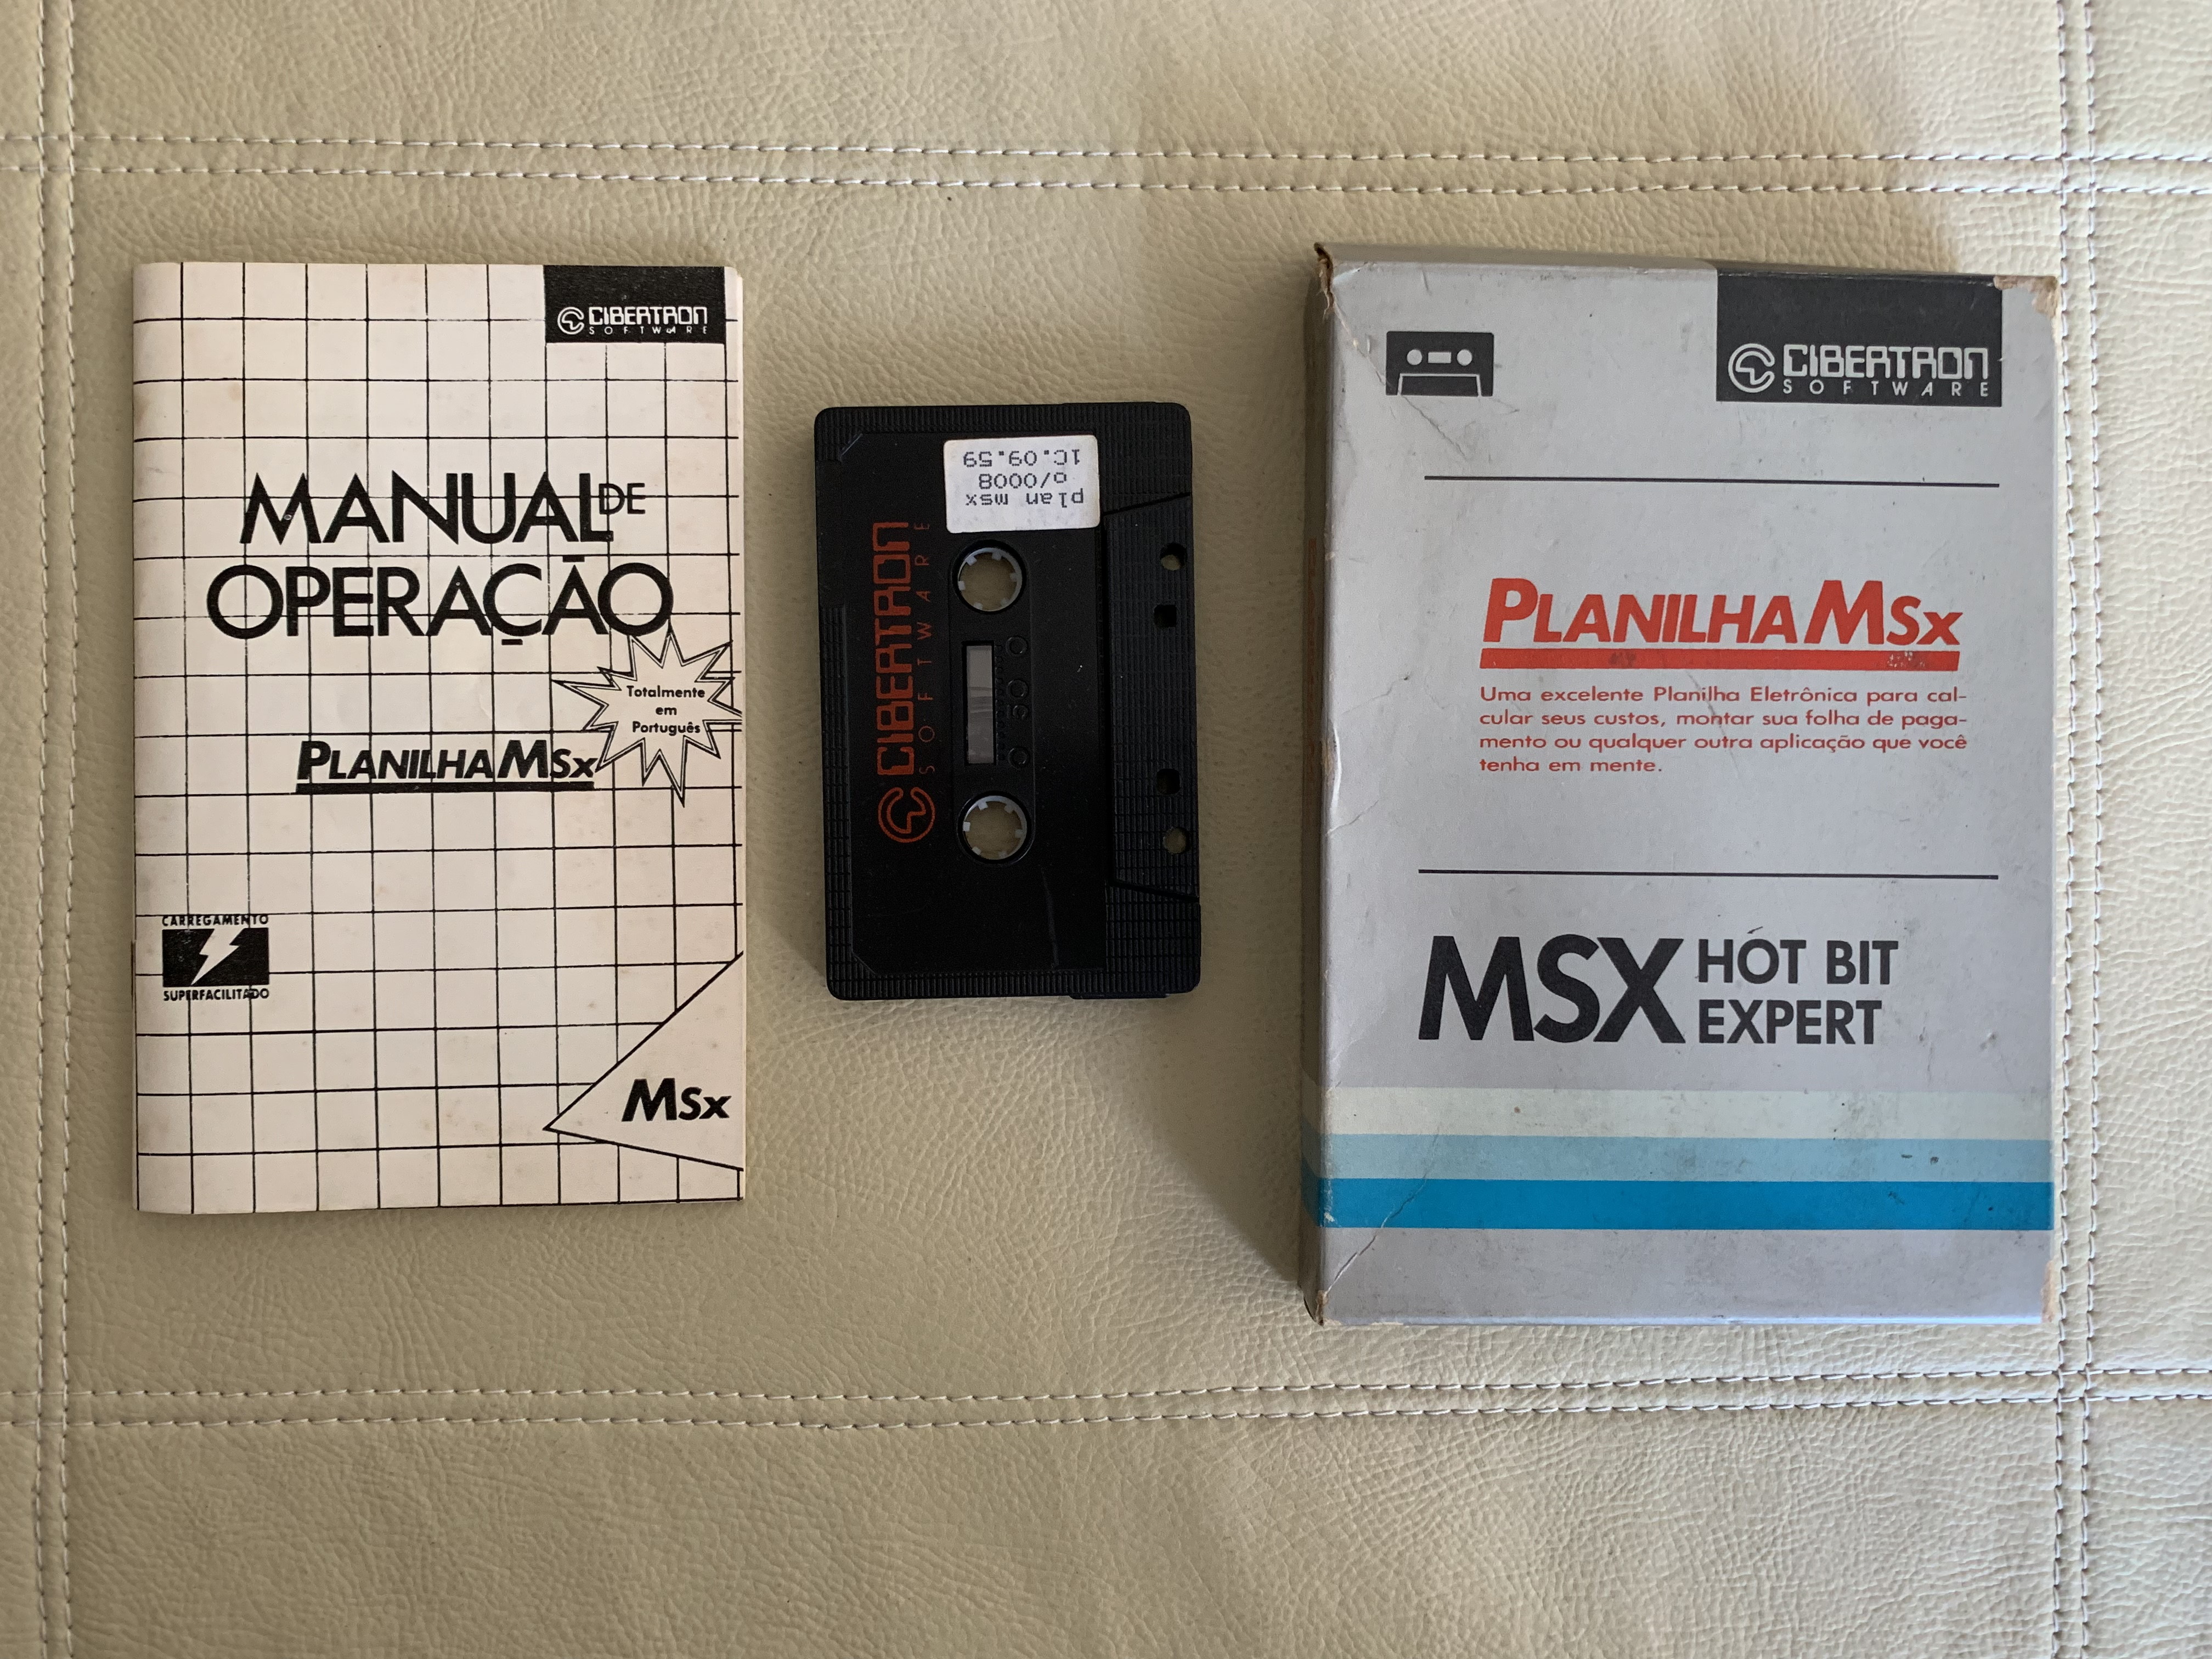 CIBERTRON
SOFTWARE
MANUAL DE
OPERAÇÃO
Totalmente
em
Português
PLANILHA MSX
CARREGAMENTO
SUPERFACILITADO
MSX
plan msx
o/0008
1C.09.59
CIBERTRON
SOFTWARE
CIBERTRON
SOFTWARE
PLANILHA MSX
Uma excelente Planilha Eletrônica para cal-
cular seus custos, montar sua folha de paga-
mento ou qualquer outra aplicação que você
tenha em mente.
MSX HOT BIT
EXPERT